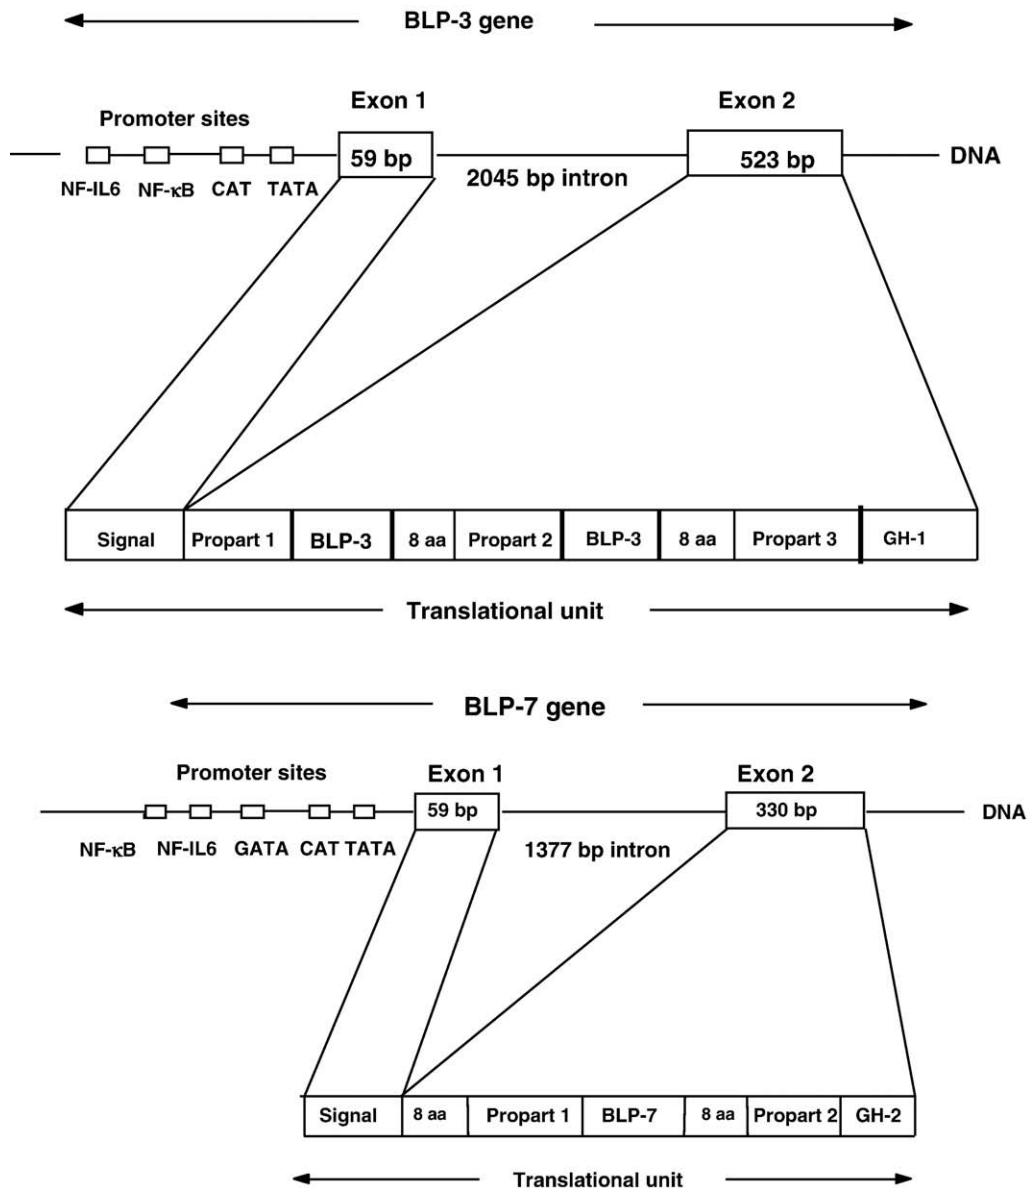 BLP-3 gene
Exon 1
Exon 2
Promoter sites
59 bp
523 bp
DNA
NF-IL6 NF-κB CAT TATA
2045 bp intron
Signal Propart 1 BLP-3 8 aa Propart 2 BLP-3 8 aa Propart 3 GH-1
Translational unit
BLP-7 gene
Promoter sites
Exon 1
Exon 2
59 bp
330 bp
DNA
NF-κB NF-IL6 GATA CAT TATA
1377 bp intron
Signal 8 aa Propart 1 BLP-7 8 aa Propart 2 GH-2
Translational unit